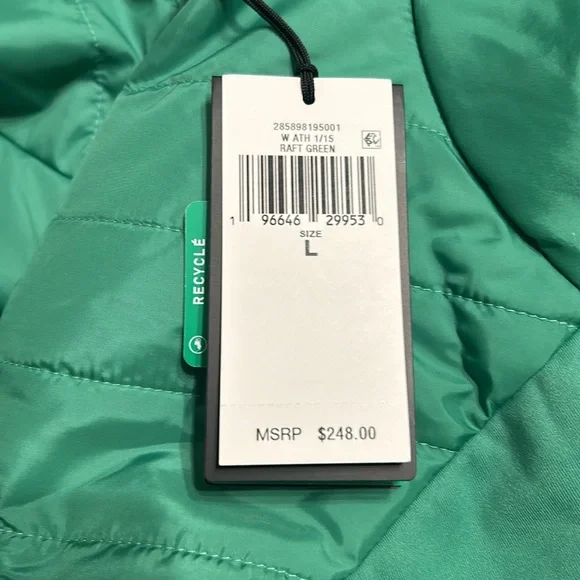 285898195001
W ATH 1/15
RAFT GREEN
1 96646 29953 0
SIZE
L
RECYCLÉ
MSRP $248.00